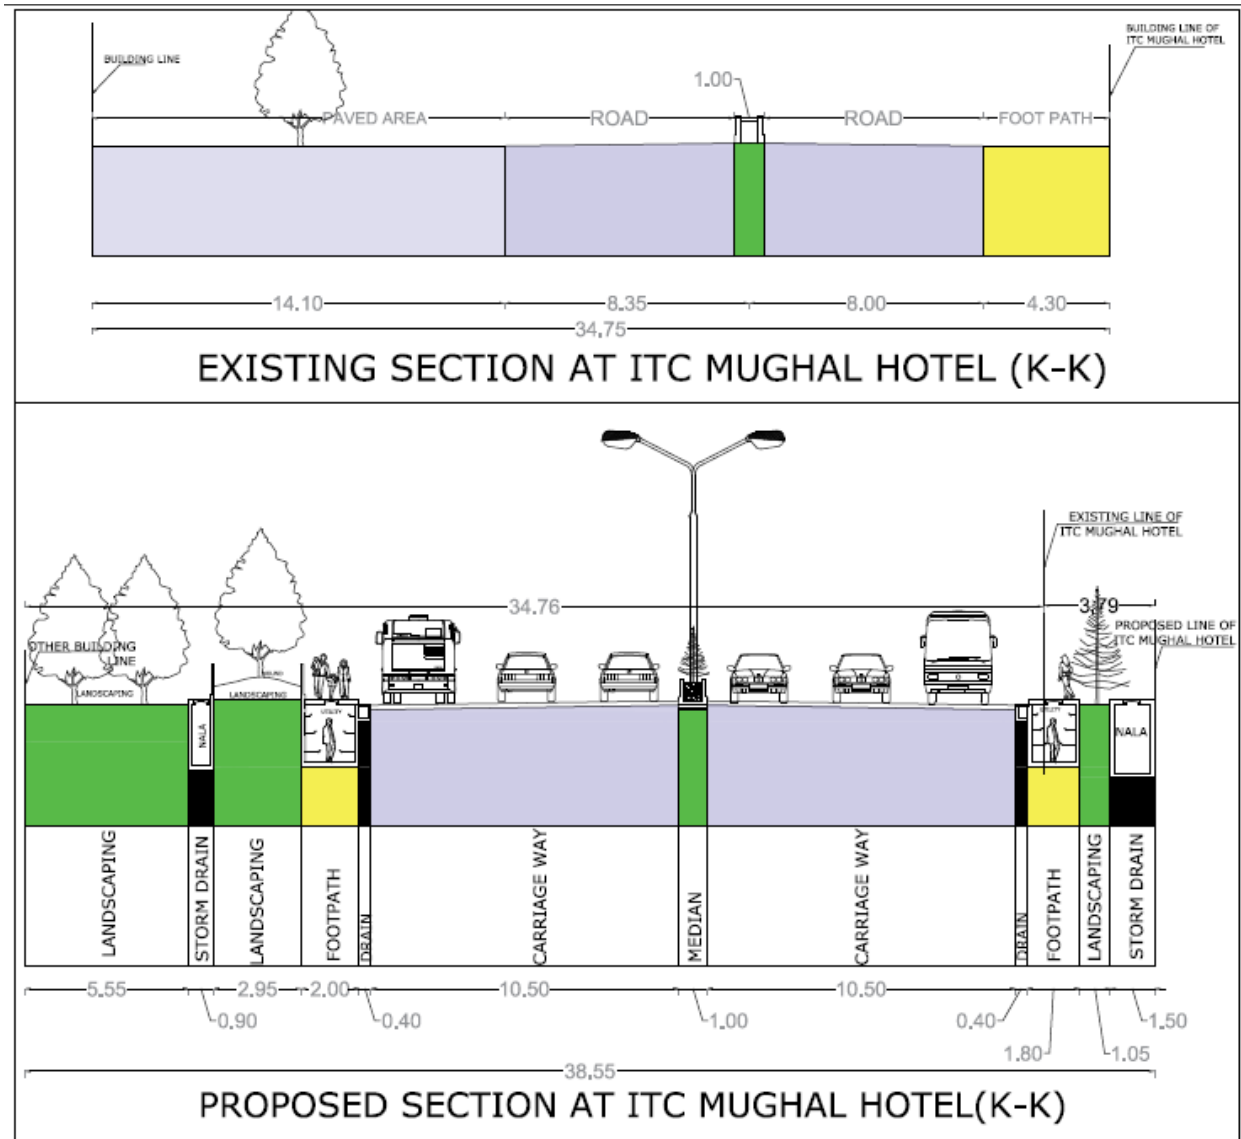 BUILDING LINE
BUILDING LINE OF
ITC MUGHAL HOTEL
1.00
PAVED AREA
ROAD
ROAD
FOOT PATH
14.10
8.35
8.00
4.30
34.75
EXISTING SECTION AT ITC MUGHAL HOTEL (K-K)
EXISTING LINE OF
ITC MUGHAL HOTEL
34.76
3.79
OTHER BUILDING
LINE
PROPOSED LINE OF
ITC MUGHAL HOTEL
LANDSCAPING
MOUND
LANDSCAPING
UTILITY
UTILITY
NALA
NALA
LANDSCAPING
STORM DRAIN
LANDSCAPING
FOOTPATH
DRAIN
CARRIAGE WAY
MEDIAN
CARRIAGE WAY
DRAIN
FOOTPATH
LANDSCAPING
STORM DRAIN
5.55
2.95
2.00
10.50
10.50
0.90
0.40
1.00
0.40
1.50
1.80
1.05
38.55
PROPOSED SECTION AT ITC MUGHAL HOTEL(K-K)